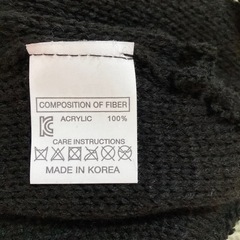 COMPOSITION OF FIBER
ACRYLIC 100%
CARE INSTRUCTIONS
MADE IN KOREA